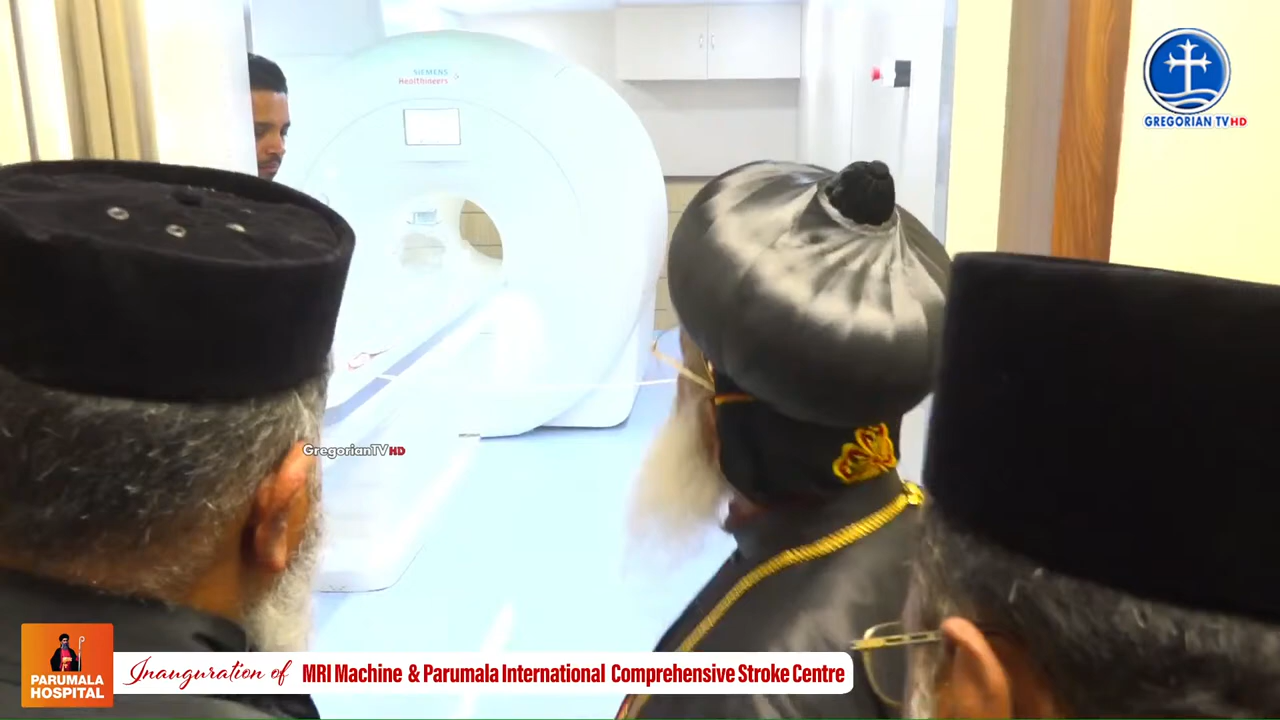 SIEMENS
Healthineers
GREGORIAN TV HD
GregorianTV HD
PARUMALA
HOSPITAL
Inauguration of MRI Machine & Parumala International Comprehensive Stroke Centre